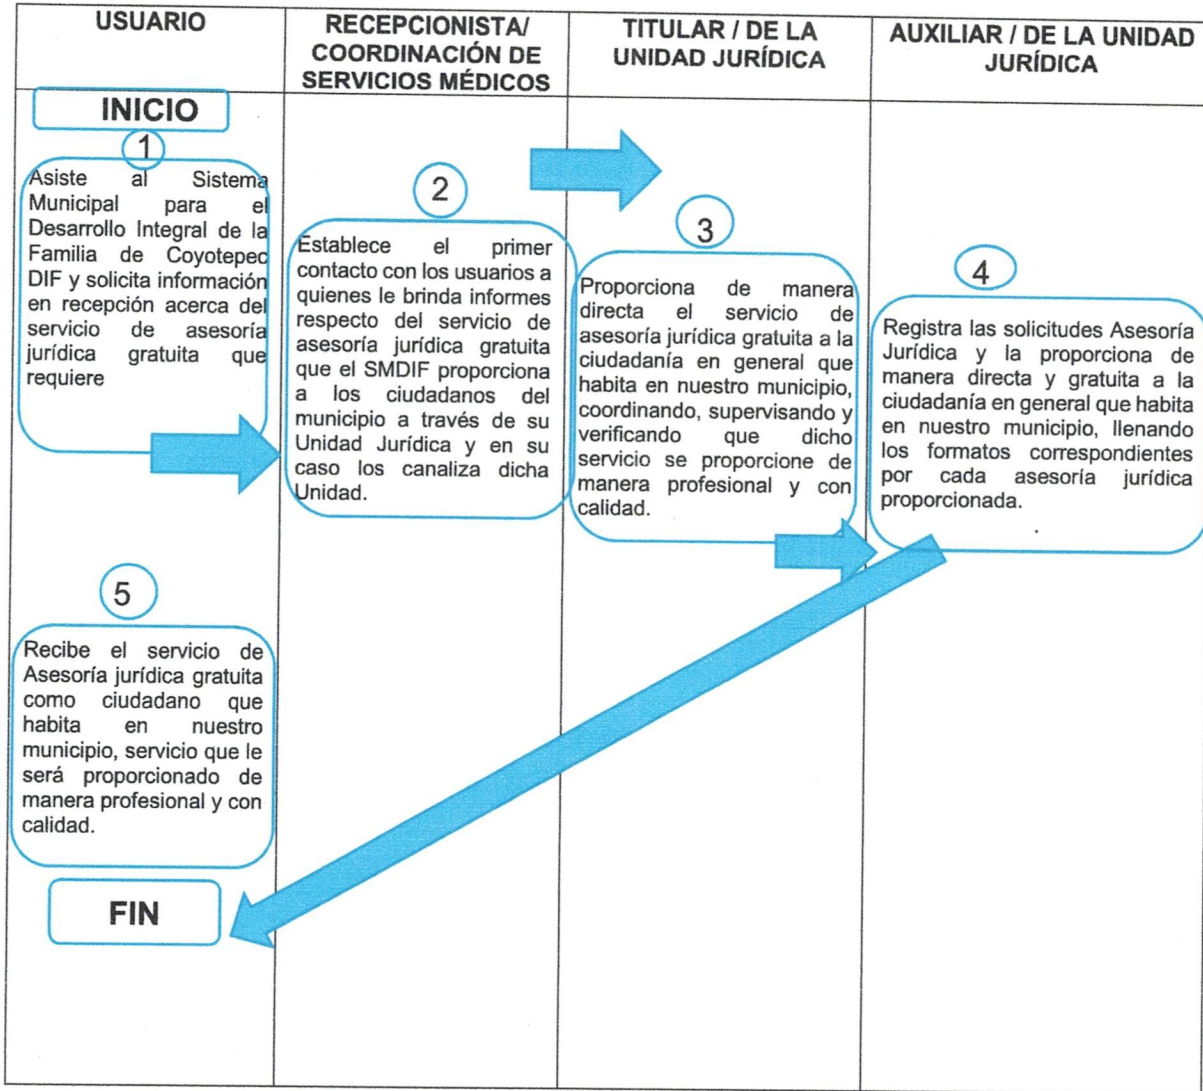 USUARIO
RECEPCIONISTA/
COORDINACIÓN DE
SERVICIOS MÉDICOS
TITULAR / DE LA
UNIDAD JURÍDICA
AUXILIAR / DE LA UNIDAD
JURÍDICA
INICIO
1
Asiste al Sistema
Municipal para el
Desarrollo Integral de la
Familia de Coyotepec
DIF y solicita información
en recepción acerca del
servicio de asesoría
jurídica gratuita que
requiere
2
Establece el primer
contacto con los usuarios a
quienes le brinda informes
respecto del servicio de
asesoría jurídica gratuita
que el SMDIF proporciona
a los ciudadanos del
municipio a través de su
Unidad Jurídica y en su
caso los canaliza dicha
Unidad.
3
Proporciona de manera
directa el servicio de
asesoría jurídica gratuita a la
ciudadanía en general que
habita en nuestro municipio,
coordinando, supervisando y
verificando que dicho
servicio se proporcione de
manera profesional y con
calidad.
4
Registra las solicitudes Asesoría
Jurídica y la proporciona de
manera directa y gratuita a la
ciudadanía en general que habita
en nuestro municipio, llenando
los formatos correspondientes
por cada asesoría jurídica
proporcionada.
5
Recibe el servicio de
Asesoría jurídica gratuita
como ciudadano que
habita en nuestro
municipio, servicio que le
será proporcionado de
manera profesional y con
calidad.
FIN